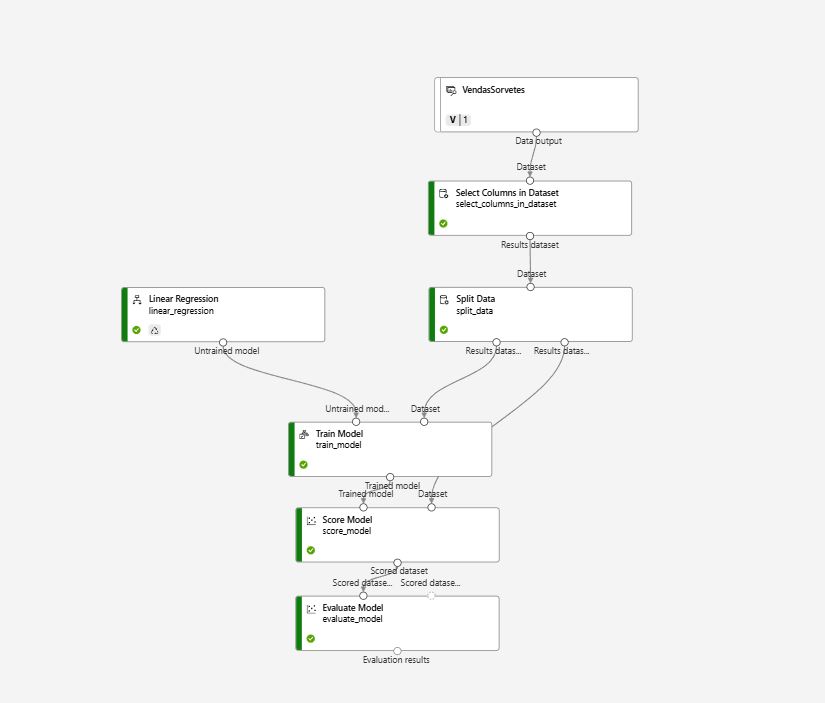 VendasSorvetes
V | 1
Data output
Dataset
Select Columns in Dataset
select_columns_in_dataset
Results dataset
Dataset
Linear Regression
linear_regression
Untrained model
Split Data
split_data
Results datas...
Results datas...
Untrained mod...
Dataset
Train Model
train_model
Trained model
Trained model
Dataset
Score Model
score_model
Scored dataset
Scored datase...
Scored datase...
Evaluate Model
evaluate_model
Evaluation results